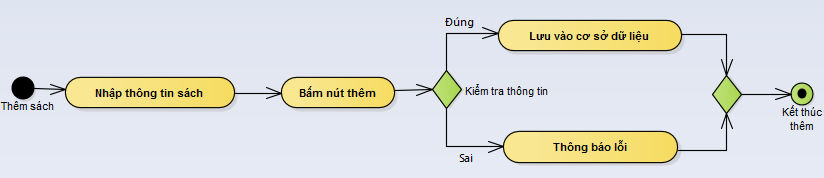 Thêm sách
Nhập thông tin sách
Bấm nút thêm
Kiểm tra thông tin
Đúng
Lưu vào cơ sở dữ liệu
Sai
Thông báo lỗi
Kết thúc
thêm